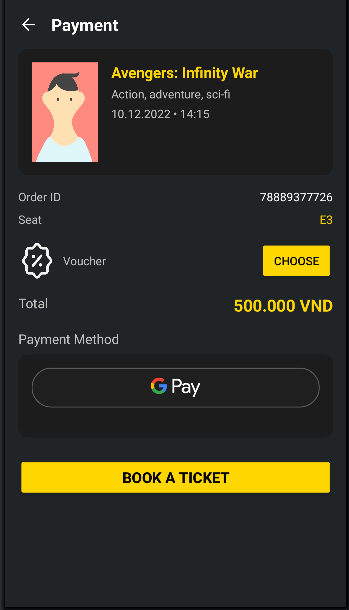 Payment
Avengers: Infinity War
Action, adventure, sci-fi
10.12.2022 • 14:15
Order ID 78889377726
Seat E3
Voucher CHOOSE
Total 500.000 VND
Payment Method
G Pay
BOOK A TICKET